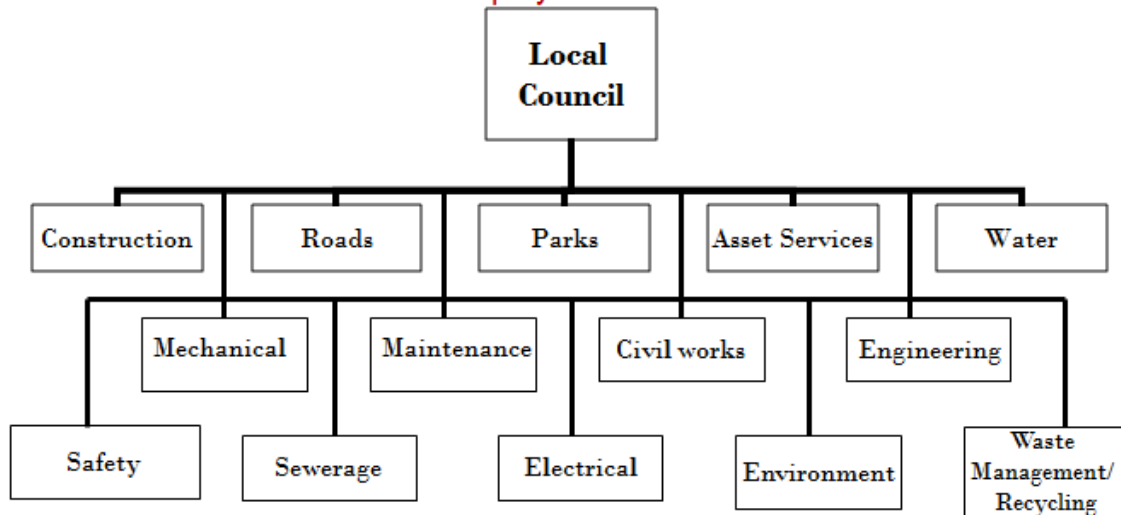 Local
Council
Construction
Roads
Parks
Asset Services
Water
Mechanical
Maintenance
Civil works
Engineering
Safety
Sewerage
Electrical
Environment
Waste
Management/
Recycling